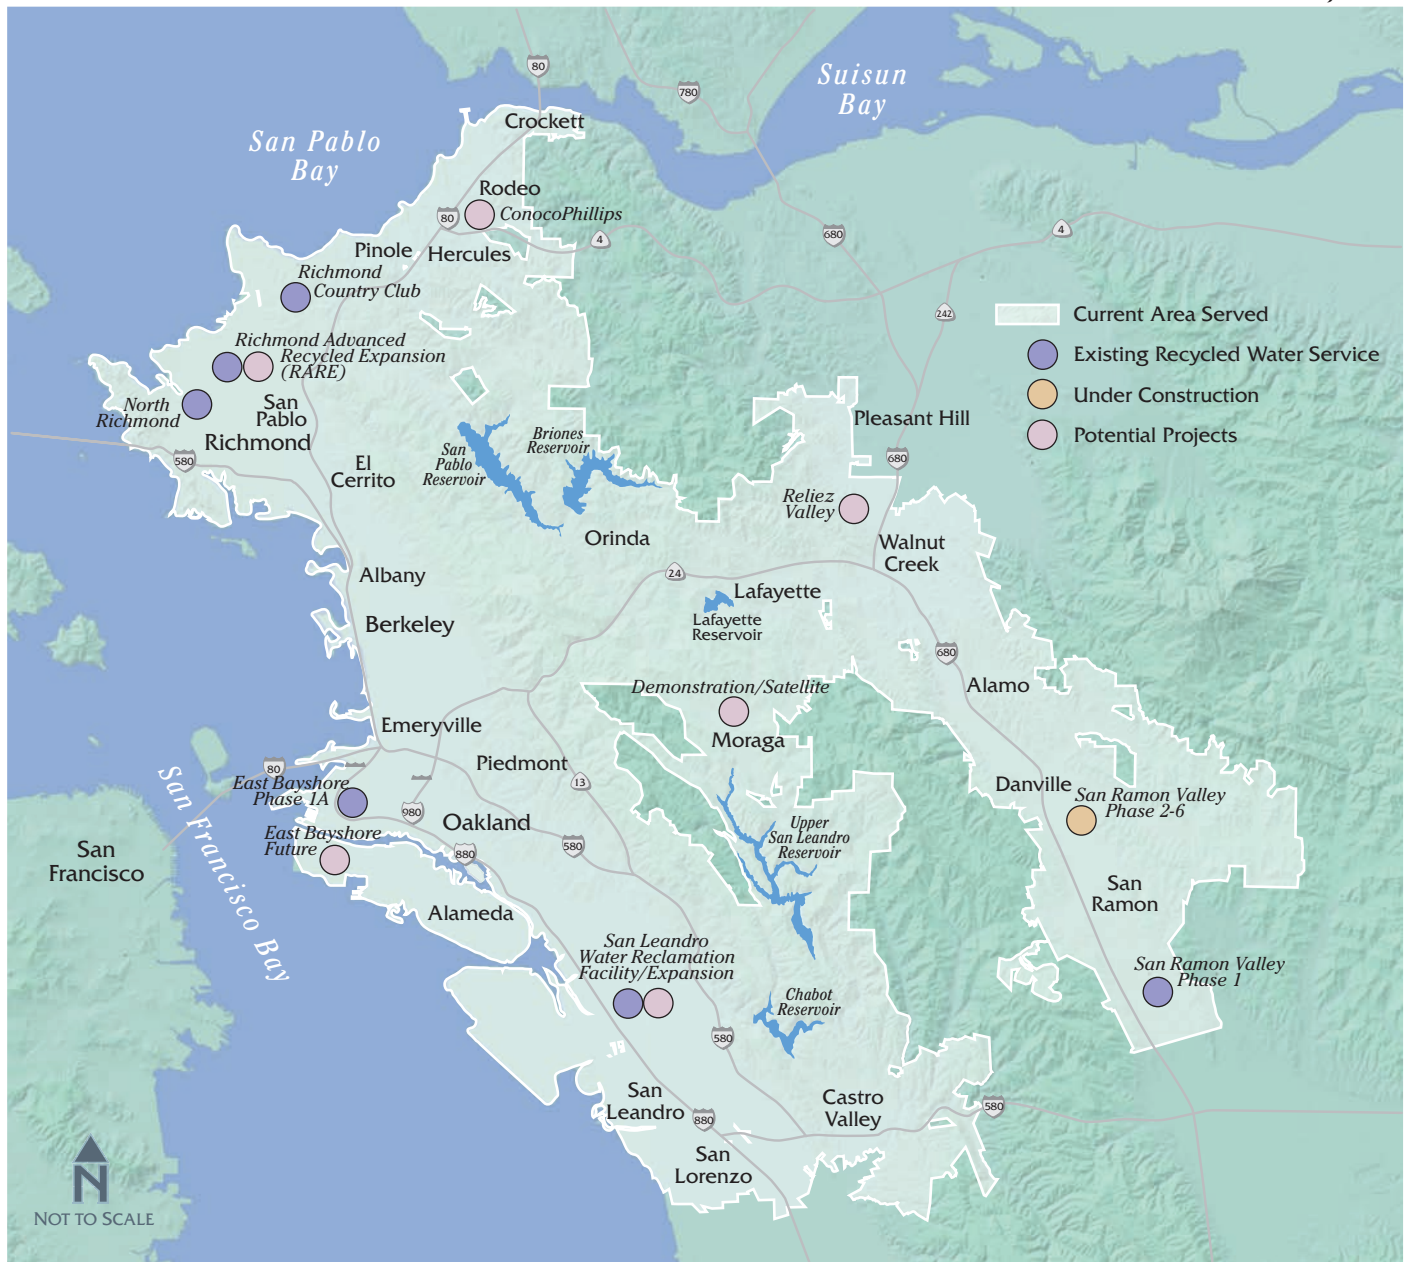 80
780
Suisun
Bay
San Pablo
Bay
Crockett
Rodeo
ConocoPhillips
80
680
4
4
Pinole
Hercules
Richmond
Country Club
242
Current Area Served
Existing Recycled Water Service
Under Construction
Potential Projects
Richmond Advanced
Recycled Expansion
(RARE)
North
Richmond
San
Pablo
Richmond
580
El
Cerrito
San
Pablo
Reservoir
Briones
Reservoir
Pleasant Hill
680
Reliez
Valley
Orinda
Walnut
Creek
Albany
24
Lafayette
Lafayette
Reservoir
Berkeley
680
Alamo
Demonstration/Satellite
Moraga
Emeryville
Piedmont
80
13
East Bayshore
Phase 1A
980
Oakland
Danville
San Ramon Valley
Phase 2-6
San Francisco Bay
San
Francisco
East Bayshore
Future
880
580
Upper
San Leandro
Reservoir
San
Ramon
Alameda
San Leandro
Water Reclamation
Facility/Expansion
San Ramon Valley
Phase 1
Chabot
Reservoir
580
San
Leandro
Castro
Valley
880
580
San
Lorenzo
N
NOT TO SCALE